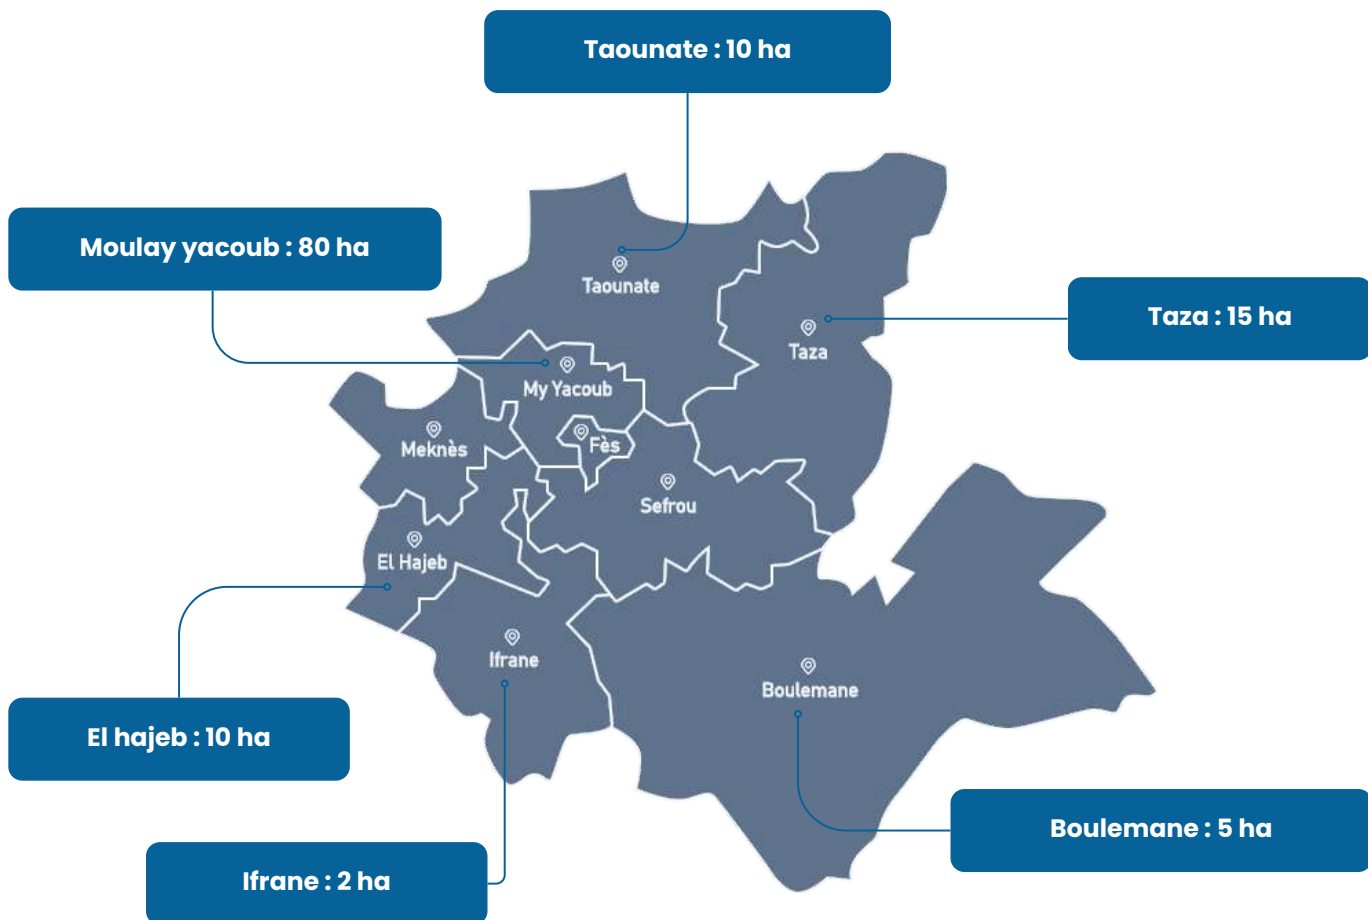 Taounate : 10 ha
Moulay yacoub : 80 ha
Taounate
Taza : 15 ha
Taza
My Yacoub
Meknès
Fès
Sefrou
El Hajeb
Ifrane
Boulemane
El hajeb : 10 ha
Boulemane : 5 ha
Ifrane : 2 ha